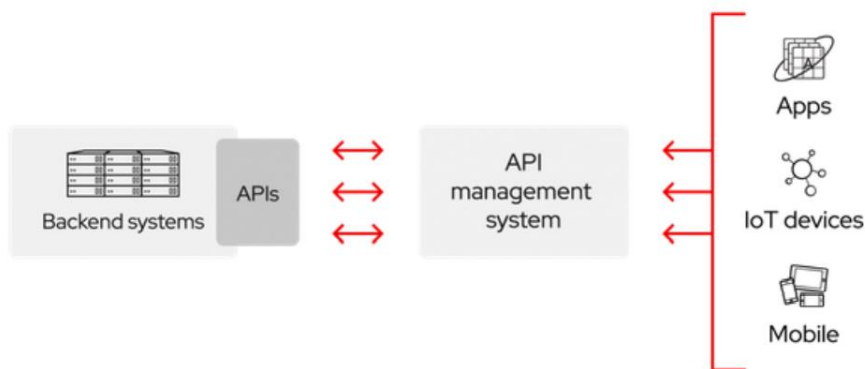 Backend systems
APIs
API
management
system
A
Apps
IoT devices
Mobile